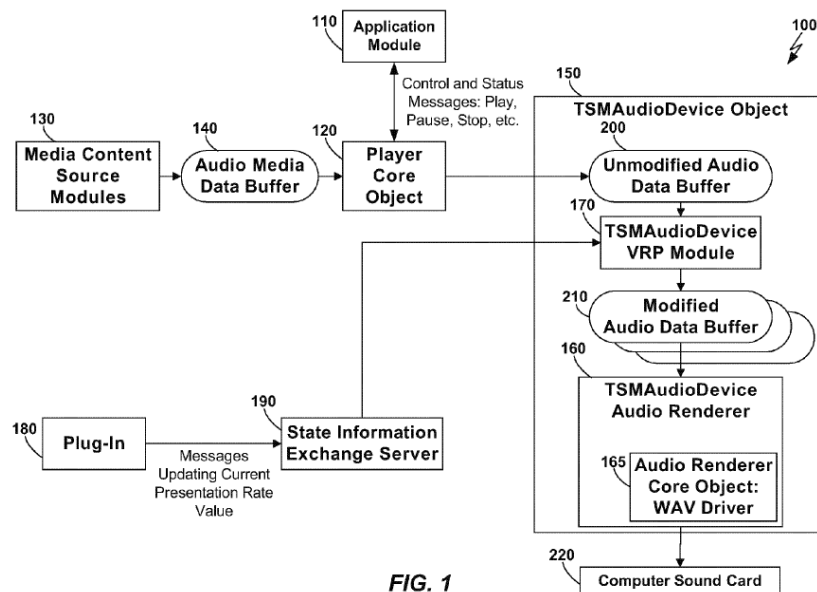 100
110
Application
Module
Control and Status
Messages: Play,
Pause, Stop, etc.
130
Media Content
Source
Modules
140
Audio Media
Data Buffer
120
Player
Core
Object
150
TSMAudioDevice Object
200
Unmodified Audio
Data Buffer
170
TSMAudioDevice
VRP Module
210
Modified
Audio Data Buffer
160
TSMAudioDevice
Audio Renderer
165
Audio Renderer
Core Object:
WAV Driver
180
Plug-In
Messages
Updating Current
Presentation Rate
Value
190
State Information
Exchange Server
220
Computer Sound Card
FIG. 1